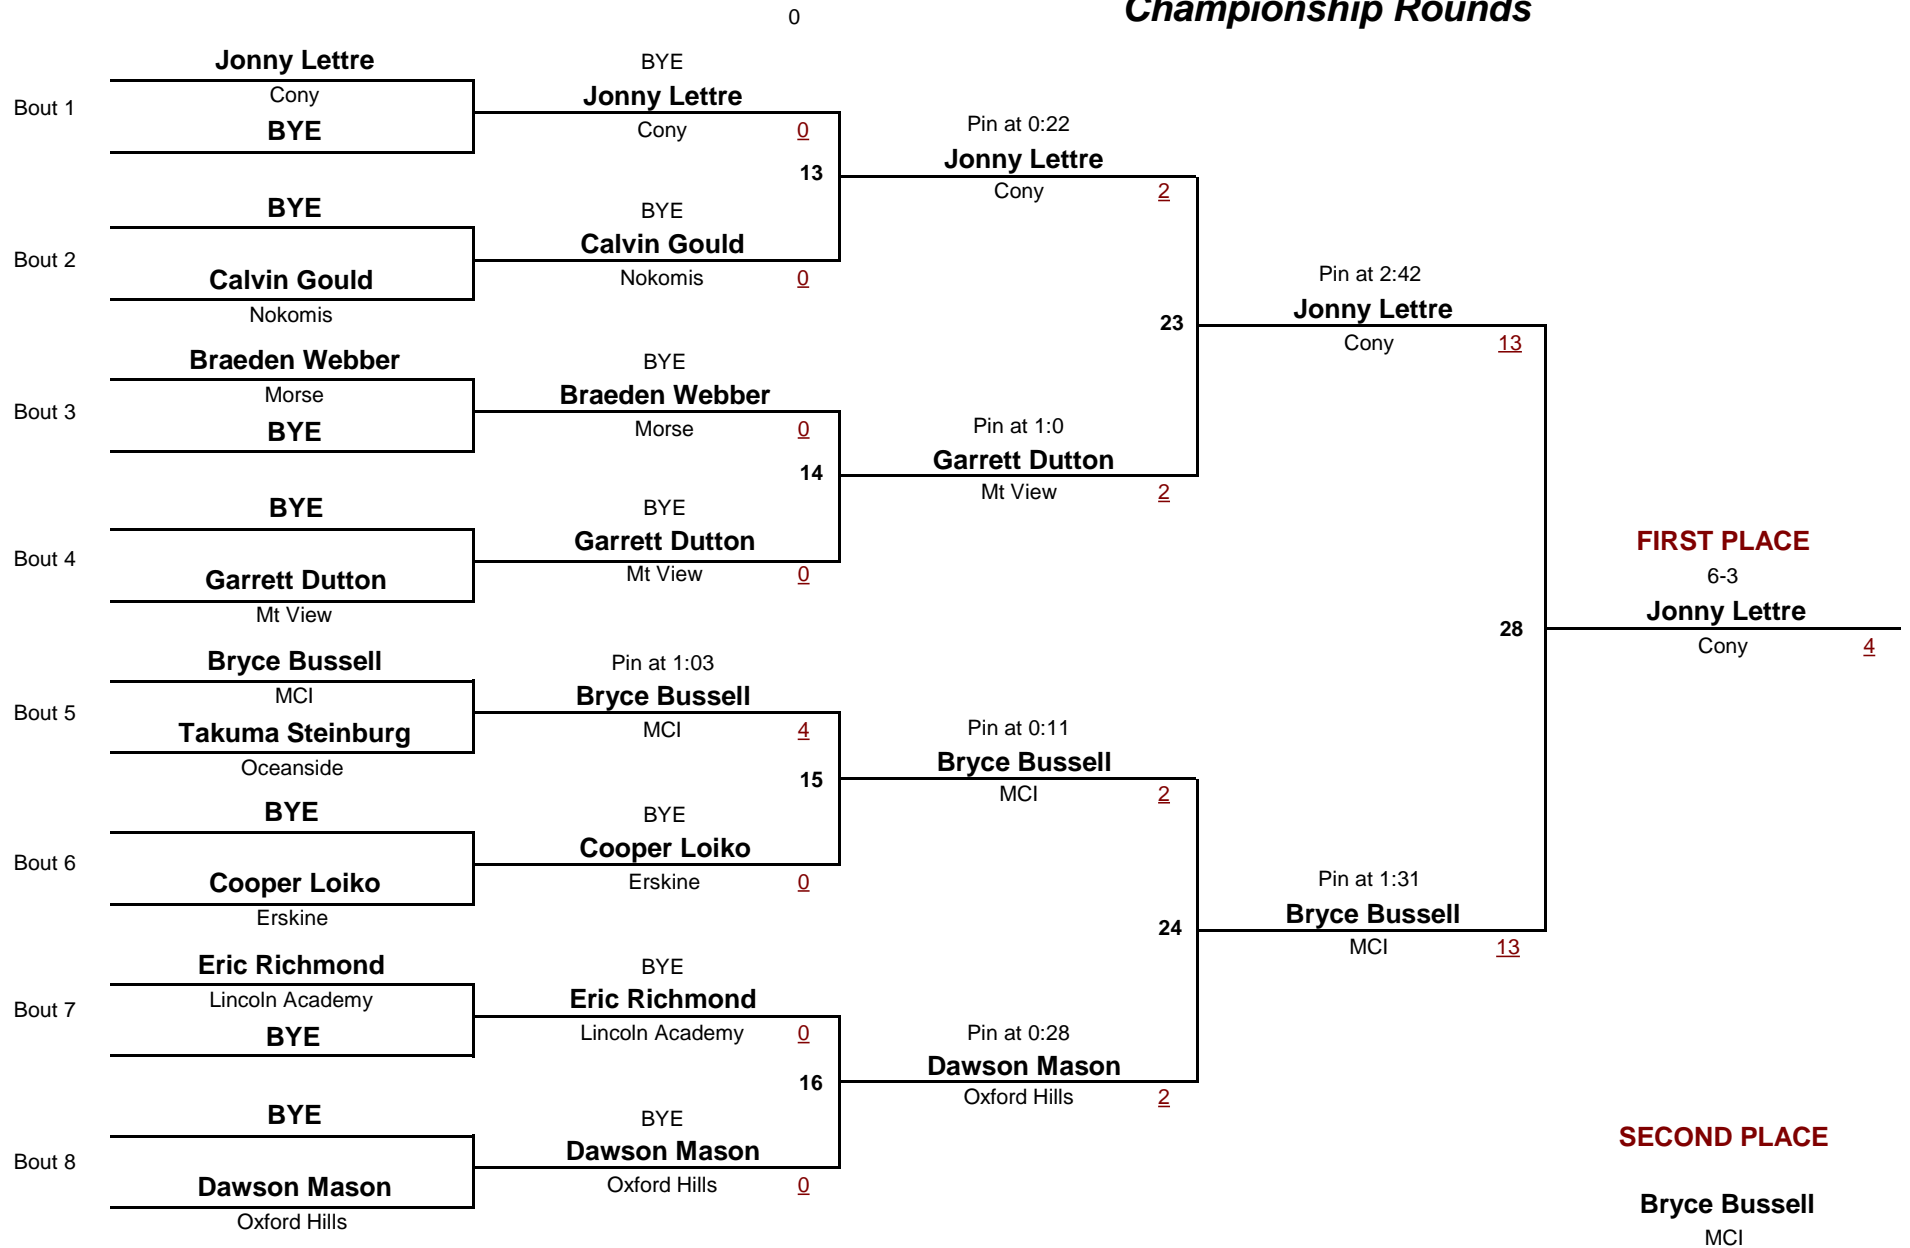 0
Championship Rounds
Bout 1
Jonny Lettre
Cony
BYE
Bout 2
BYE
Calvin Gould
Nokomis
Bout 3
Braeden Webber
Morse
BYE
Bout 4
BYE
Garrett Dutton
Mt View
Bout 5
Bryce Bussell
MCI
Takuma Steinburg
Oceanside
Bout 6
BYE
Cooper Loiko
Erskine
Bout 7
Eric Richmond
Lincoln Academy
BYE
Bout 8
BYE
Dawson Mason
Oxford Hills
BYE
Jonny Lettre
Cony 0
13
BYE
Calvin Gould
Nokomis 0
BYE
Braeden Webber
Morse 0
14
BYE
Garrett Dutton
Mt View 0
Pin at 1:03
Bryce Bussell
MCI 4
15
BYE
Cooper Loiko
Erskine 0
BYE
Eric Richmond
Lincoln Academy 0
16
BYE
Dawson Mason
Oxford Hills 0
Pin at 0:22
Jonny Lettre
Cony 2
23
Pin at 1:0
Garrett Dutton
Mt View 2
Pin at 0:11
Bryce Bussell
MCI 2
24
Pin at 0:28
Dawson Mason
Oxford Hills 2
Pin at 2:42
Jonny Lettre
Cony 13
28
Pin at 1:31
Bryce Bussell
MCI 13
FIRST PLACE
6-3
Jonny Lettre
Cony 4
SECOND PLACE
Bryce Bussell
MCI